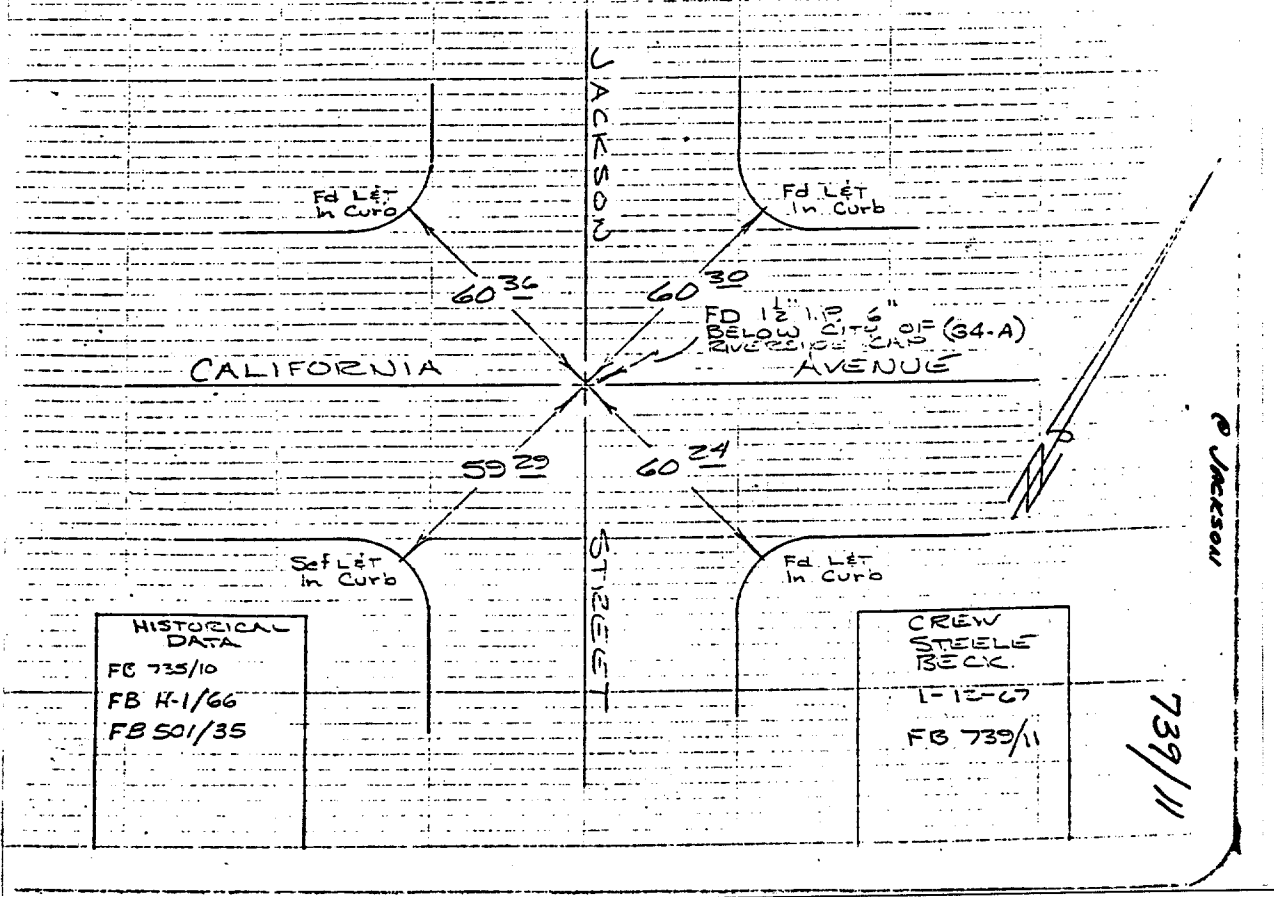 JACKSON
Fd L&T
In Curb
Fd L&T
In Curb
60 36
60 30
FD 1½" I.P. 6"
BELOW CITY OF (G4-A)
RIVERSIDE CAP
CALIFORNIA
AVENUE
59 29
60 24
STREET
Set L&T
In Curb
Fd L&T
In Curb
HISTORICAL
DATA
FB 735/10
FB H-1/66
FB 501/35
CREW
STEELE
BECK.
1-12-67
FB 739/11
@ JACKSON
739/11